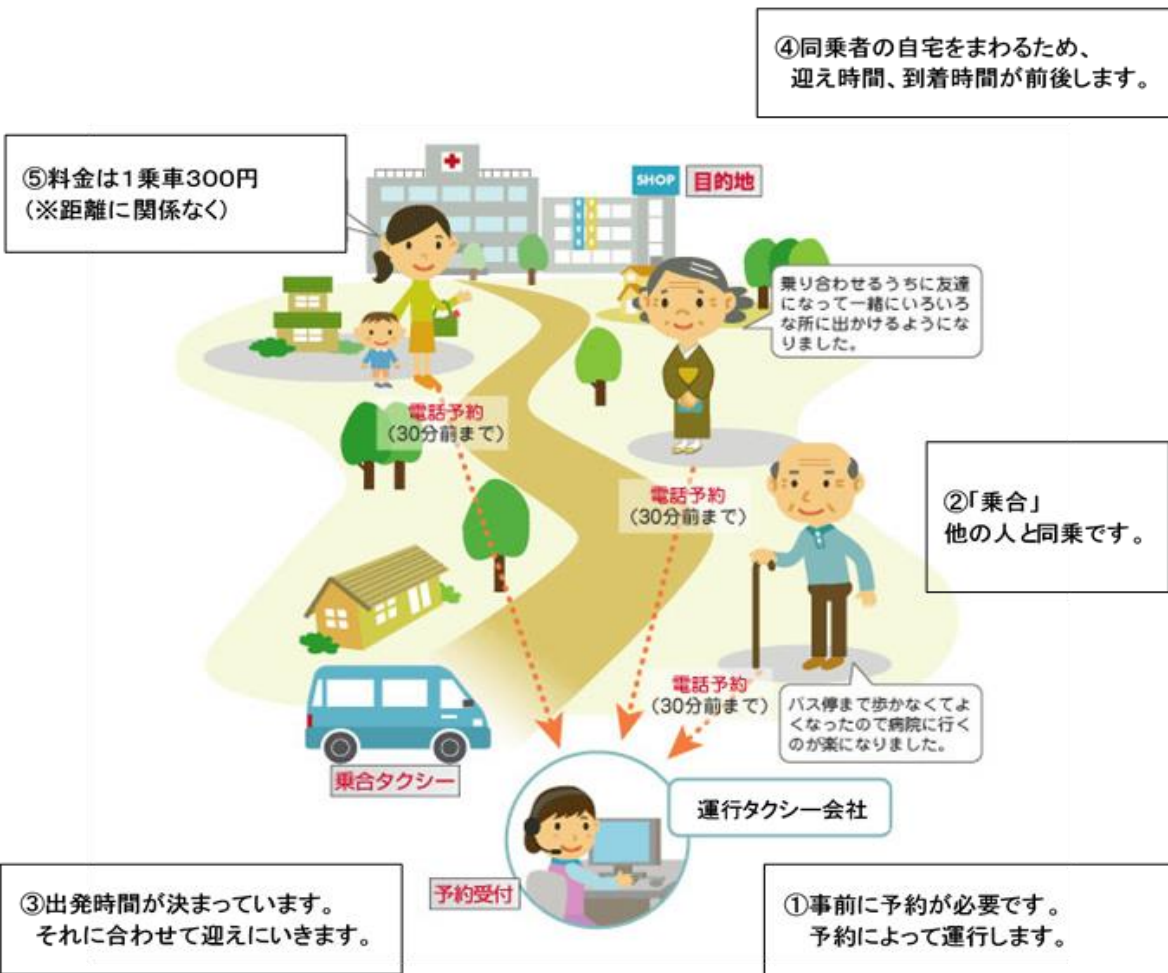 ④同乗者の自宅をまわるため、
迎え時間、到着時間が前後します。
⑤料金は1乗車300円
(※距離に関係なく)
SHOP
目的地
乗り合わせるうちに友達
になって一緒にいろいろ
な所に出かけるようにな
りました。
電話予約
(30分前まで)
電話予約
(30分前まで)
②「乗合」
他の人と同乗です。
電話予約
(30分前まで)
バス停まで歩かなくてよ
くなったので病院に行く
のが楽になりました。
乗合タクシー
運行タクシー会社
予約受付
③出発時間が決まっています。
それに合わせて迎えにいきます。
①事前に予約が必要です。
予約によって運行します。